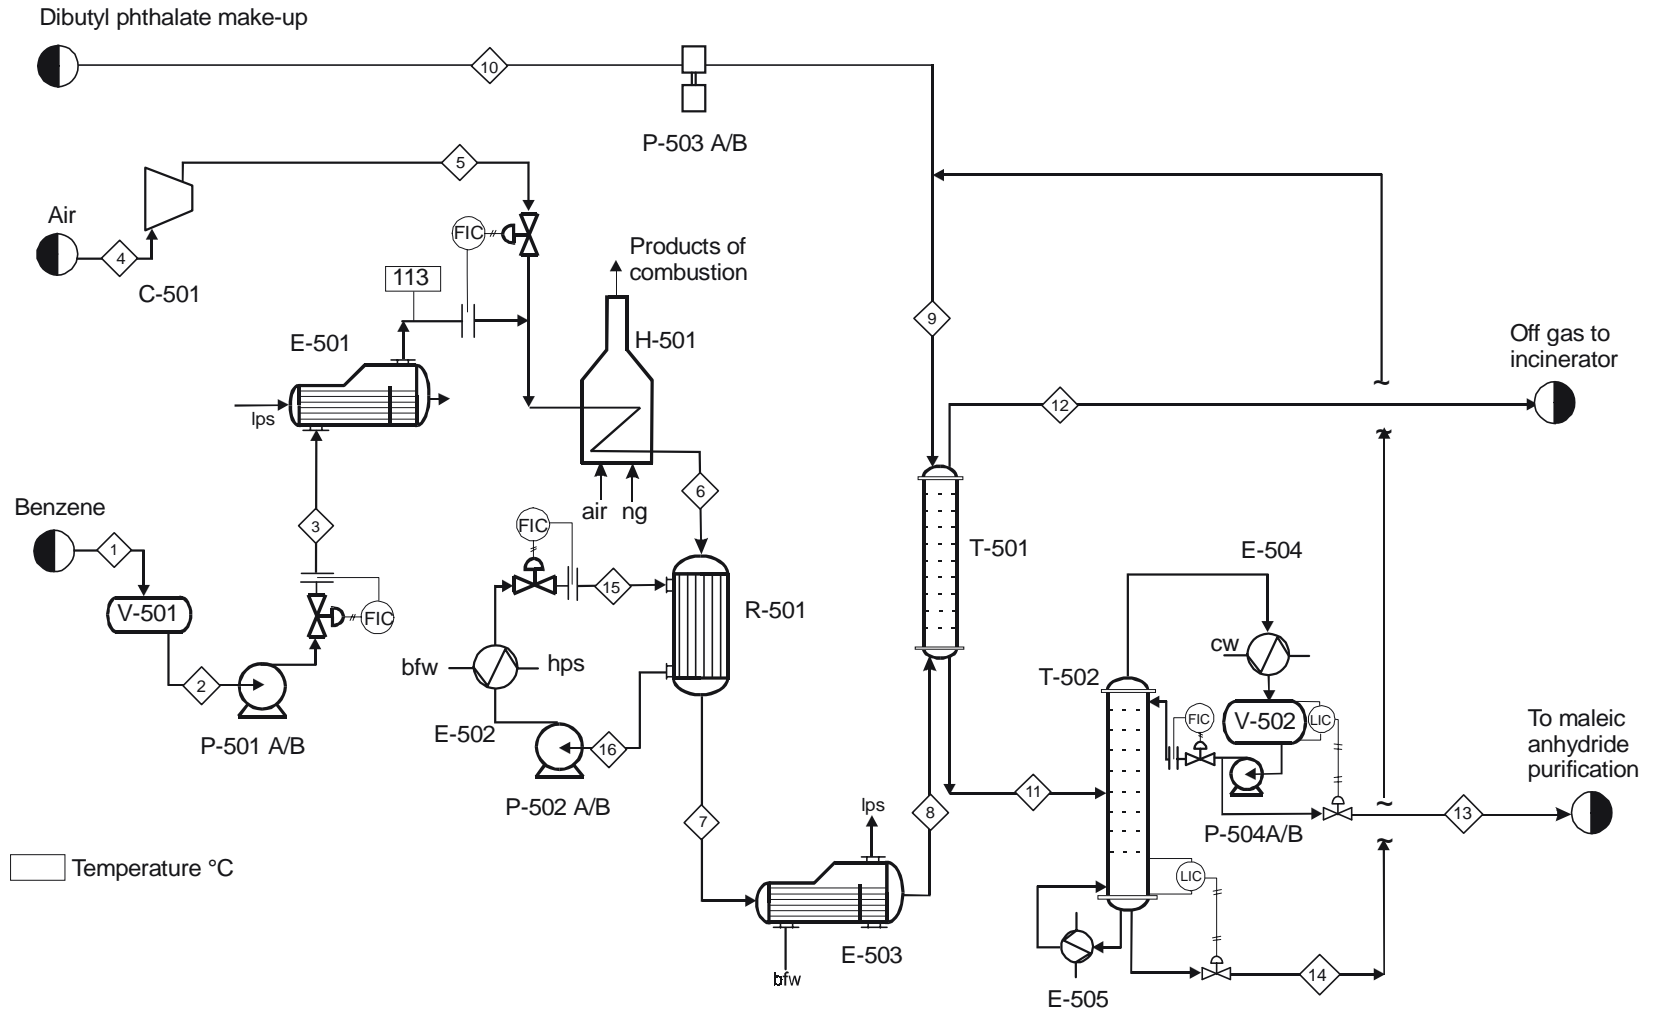 Dibutyl phthalate make-up
10
P-503 A/B
5
Air
4
C-501
FIC
113
Products of
combustion
E-501
H-501
lps
9
Off gas to
incinerator
12
6
air ng
Benzene
1
3
FIC
V-501
FIC
15
R-501
T-501
E-504
2
bfw
hps
cw
P-501 A/B
E-502
16
P-502 A/B
T-502
FIC
V-502
LIC
To maleic
anhydride
purification
11
7
lps
8
P-504A/B
13
Temperature °C
LIC
E-503
bfw
14
E-505